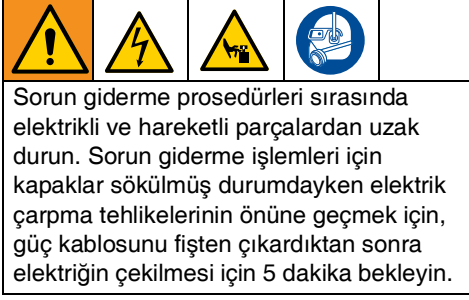 Sorun giderme prosedürleri sırasında
elektrikli ve hareketli parçalardan uzak
durun. Sorun giderme işlemleri için
kapaklar sökülmüş durumdayken elektrik
çarpma tehlikelerinin önüne geçmek için,
güç kablosunu fişten çıkardıktan sonra
elektriğin çekilmesi için 5 dakika bekleyin.